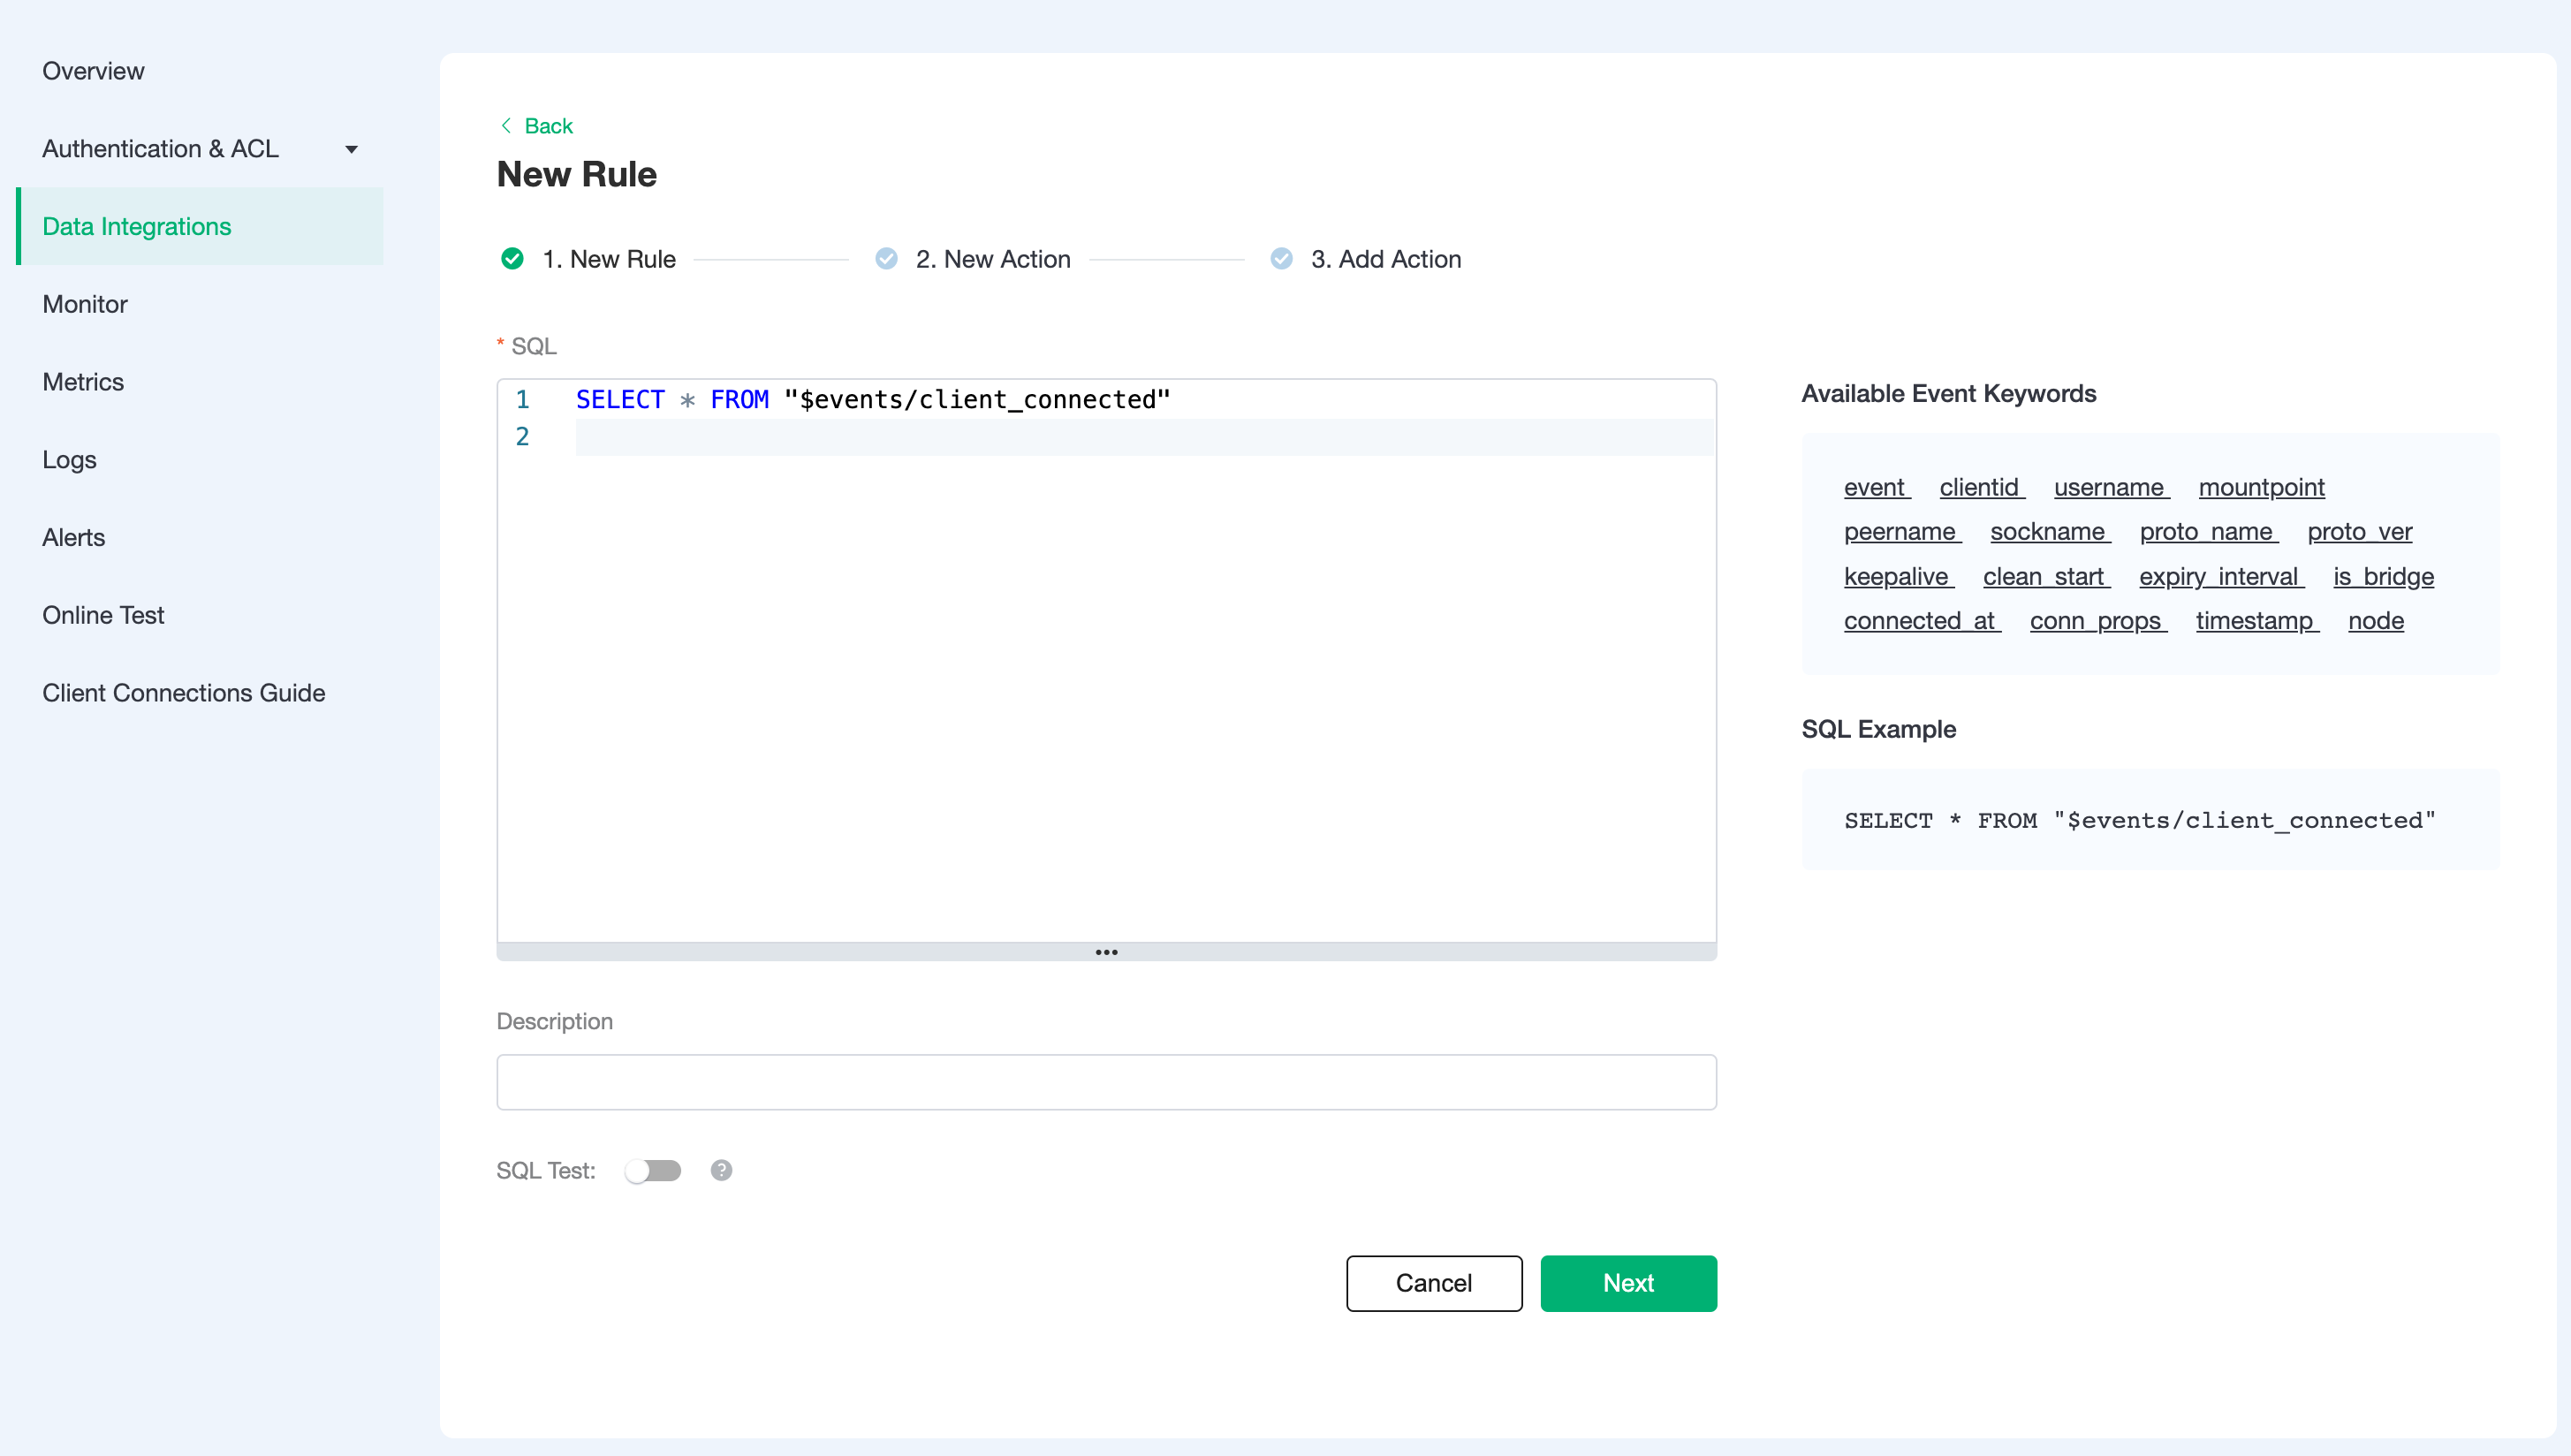 Overview
Authentication & ACL
Data Integrations
Monitor
Metrics
Logs
Alerts
Online Test
Client Connections Guide
Back
New Rule
1. New Rule
2. New Action
3. Add Action
* SQL
1 SELECT * FROM "$events/client_connected"
2
Description
SQL Test:
?
Cancel
Next
Available Event Keywords
event clientid username mountpoint
peername sockname proto_name proto_ver
keepalive clean_start expiry_interval is_bridge
connected_at conn_props timestamp node
SQL Example
SELECT * FROM "$events/client_connected"